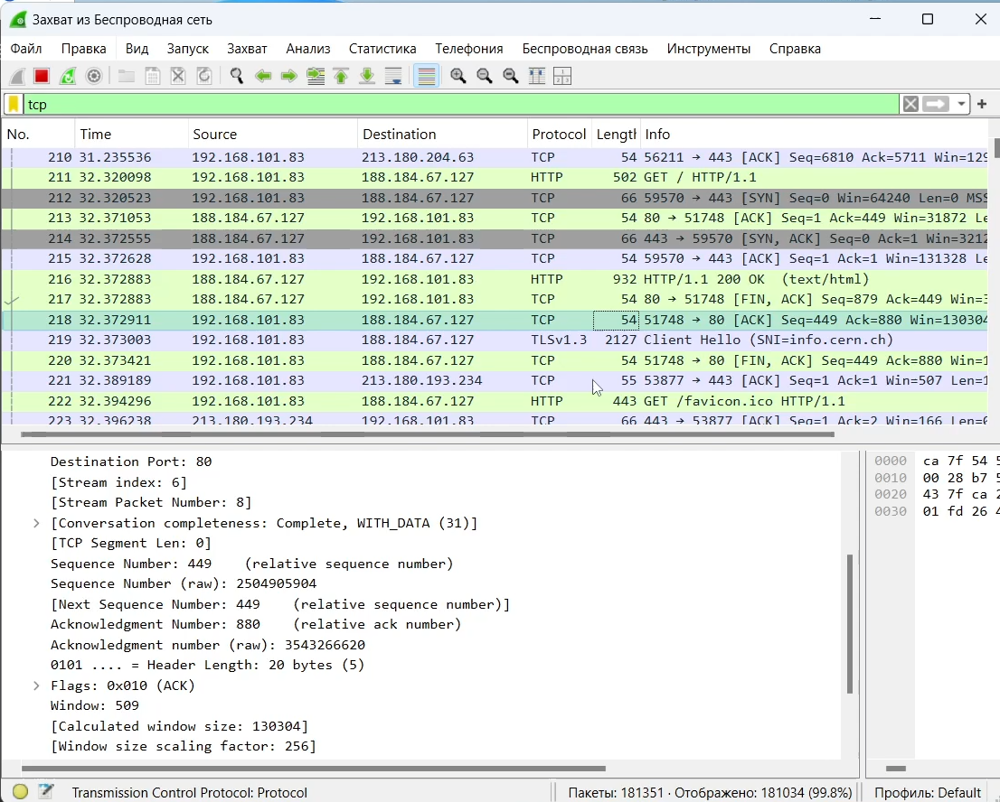 Захват из Беспроводная сеть
Файл Правка Вид Запуск Захват Анализ Статистика Телефония Беспроводная связь Инструменты Справка
tcp
No. Time Source Destination Protocol Length Info
210 31.235536 192.168.101.83 213.180.204.63 TCP 54 56211 → 443 [ACK] Seq=6810 Ack=5711 Win=129
211 32.320098 192.168.101.83 188.184.67.127 HTTP 502 GET / HTTP/1.1
212 32.320523 192.168.101.83 188.184.67.127 TCP 66 59570 → 443 [SYN] Seq=0 Win=64240 Len=0 MSS
213 32.371053 188.184.67.127 192.168.101.83 TCP 54 80 → 51748 [ACK] Seq=1 Ack=449 Win=31872 Le
214 32.372555 188.184.67.127 192.168.101.83 TCP 66 443 → 59570 [SYN, ACK] Seq=0 Ack=1 Win=3212
215 32.372628 192.168.101.83 188.184.67.127 TCP 54 59570 → 443 [ACK] Seq=1 Ack=1 Win=131328 Le
216 32.372883 188.184.67.127 192.168.101.83 HTTP 932 HTTP/1.1 200 OK (text/html)
217 32.372883 188.184.67.127 192.168.101.83 TCP 54 80 → 51748 [FIN, ACK] Seq=879 Ack=449 Win=3
218 32.372911 192.168.101.83 188.184.67.127 TCP 54 51748 → 80 [ACK] Seq=449 Ack=880 Win=130304
219 32.373003 192.168.101.83 188.184.67.127 TLSv1.3 2127 Client Hello (SNI=info.cern.ch)
220 32.373421 192.168.101.83 188.184.67.127 TCP 54 51748 → 80 [FIN, ACK] Seq=449 Ack=880 Win=1
221 32.389189 192.168.101.83 213.180.193.234 TCP 55 53877 → 443 [ACK] Seq=1 Ack=1 Win=507 Len=1
222 32.394296 192.168.101.83 188.184.67.127 HTTP 443 GET /favicon.ico HTTP/1.1
223 32.396238 213.180.193.234 192.168.101.83 TCP 66 443 → 53877 [ACK] Seq=1 Ack=2 Win=166 Len=0
Destination Port: 80
[Stream index: 6]
[Stream Packet Number: 8]
[Conversation completeness: Complete, WITH_DATA (31)]
[TCP Segment Len: 0]
Sequence Number: 449 (relative sequence number)
Sequence Number (raw): 2504905904
[Next Sequence Number: 449 (relative sequence number)]
Acknowledgment Number: 880 (relative ack number)
Acknowledgment number (raw): 3543266620
0101 .... = Header Length: 20 bytes (5)
Flags: 0x010 (ACK)
Window: 509
[Calculated window size: 130304]
[Window size scaling factor: 256]
0000 ca 7f 54
0010 00 28 b7
0020 43 7f ca
0030 01 fd 26
Transmission Control Protocol: Protocol
Пакеты: 181351 · Отображено: 181034 (99.8%)
Профиль: Default